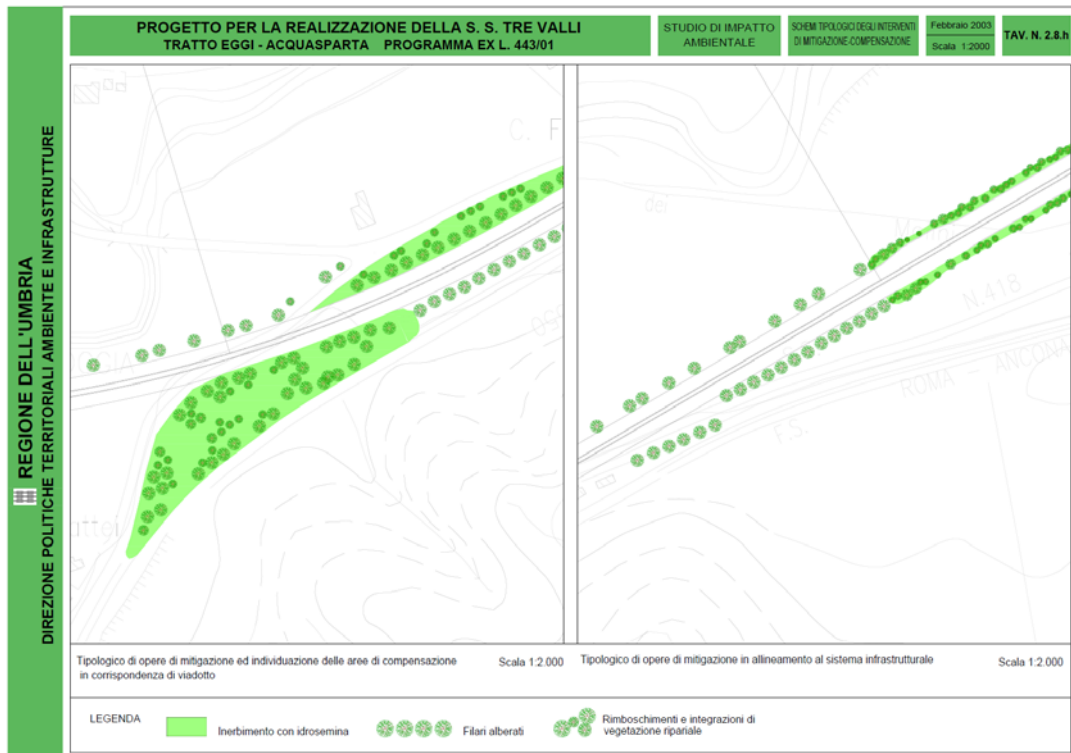 REGIONE DELL'UMBRIA
DIREZIONE POLITICHE TERRITORIALI AMBIENTE E INFRASTRUTTURE
PROGETTO PER LA REALIZZAZIONE DELLA S. S. TRE VALLI
TRATTO EGGI - ACQUASPARTA PROGRAMMA EX L. 443/01
STUDIO DI IMPATTO
AMBIENTALE
SCHEMI TIPOLOGICI DEGLI INTERVENTI
DI MITIGAZIONE-COMPENSAZIONE
Febbraio 2003
Scala 1:2000
TAV. N. 2.8.h
C. F
attei
dei
N.418
ROMA - ANCONA
F.S.
Tipologico di opere di mitigazione ed individuazione delle aree di compensazione
in corrispondenza di viadotto
Scala 1:2.000
Tipologico di opere di mitigazione in allineamento al sistema infrastrutturale
Scala 1:2.000
LEGENDA
Inerbimento con idrosemina
Filari alberati
Rimboschimenti e integrazioni di
vegetazione ripariale